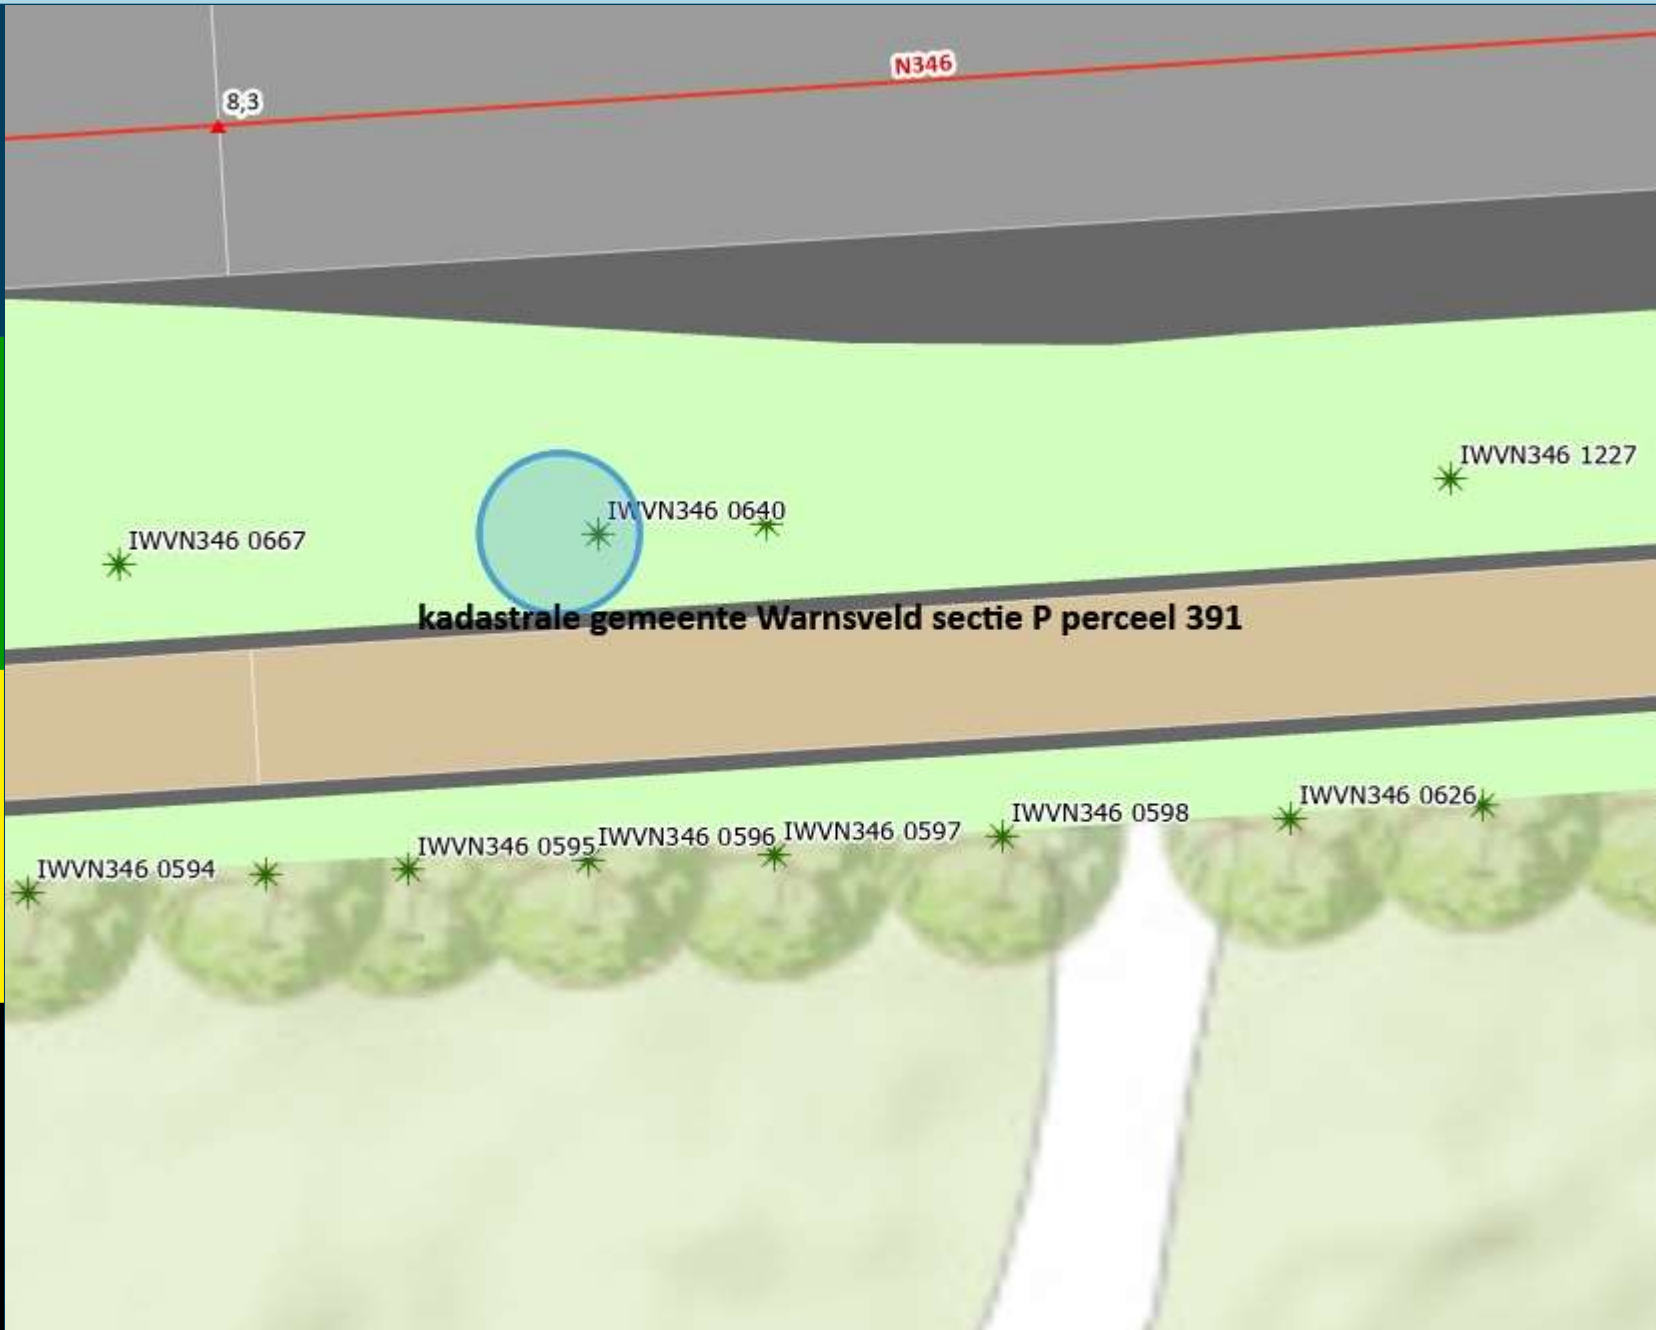 N346
8,3
IWVN346 1227
IWVN346 0640
IWVN346 0667
kadastrale gemeente Warnsveld sectie P perceel 391
IWVN346 0626
IWVN346 0598
IWVN346 0597
IWVN346 0596
IWVN346 0595
IWVN346 0594